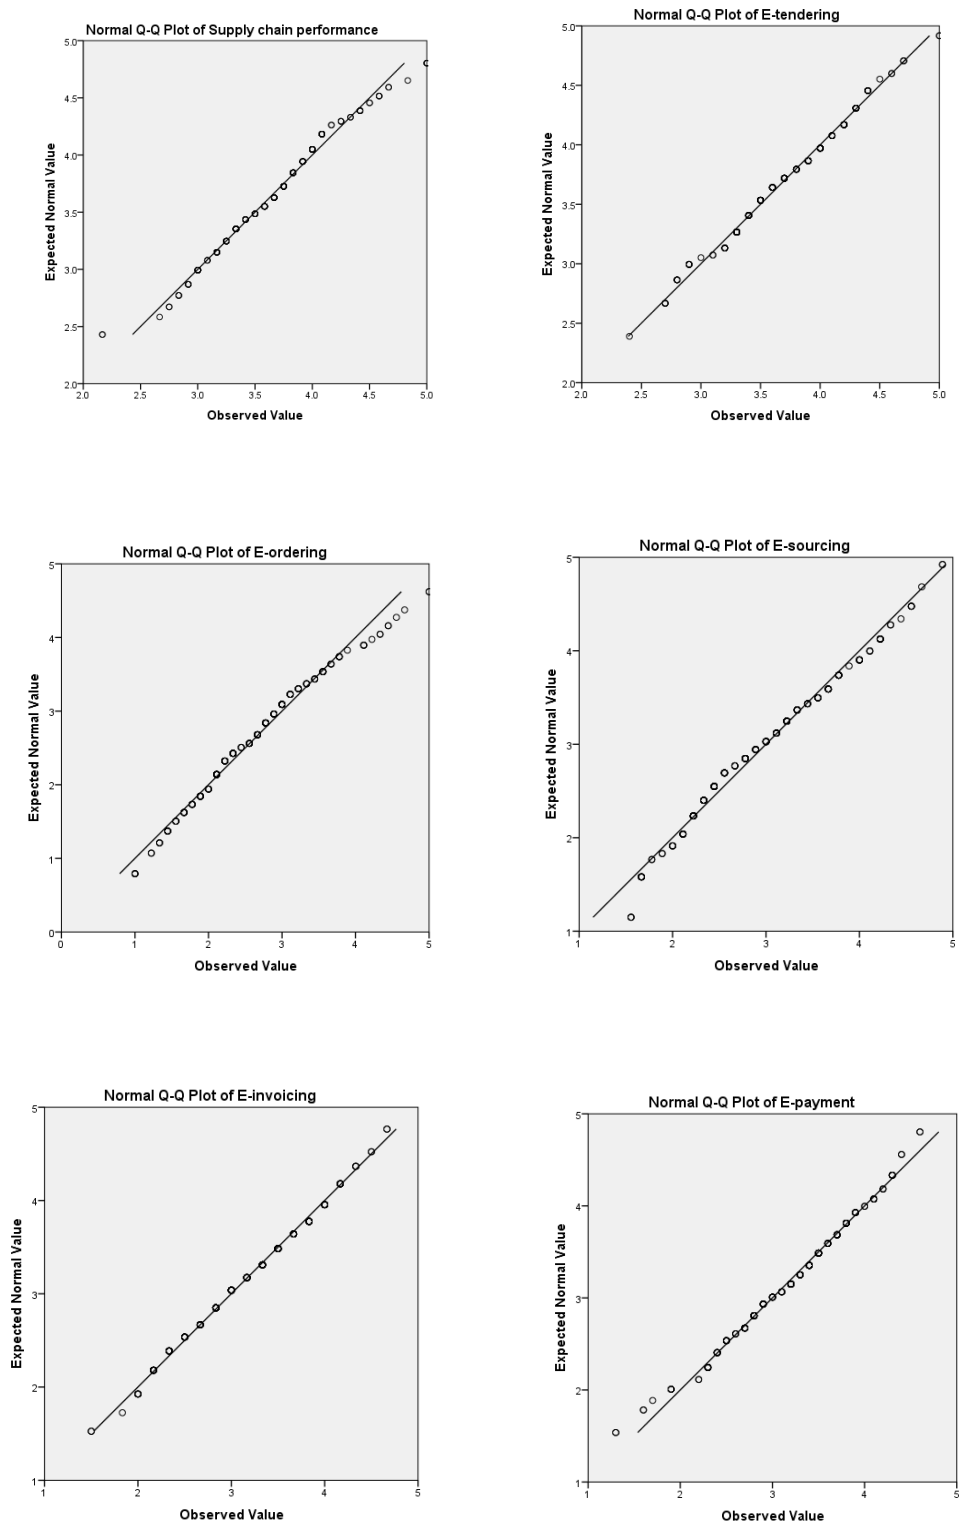 Normal Q-Q Plot of Supply chain performance
Expected Normal Value
5.0
4.5
4.0
3.5
3.0
2.5
2.0
2.0 2.5 3.0 3.5 4.0 4.5 5.0
Observed Value
Normal Q-Q Plot of E-tendering
Expected Normal Value
5.0
4.5
4.0
3.5
3.0
2.5
2.0
2.0 2.5 3.0 3.5 4.0 4.5 5.0
Observed Value
Normal Q-Q Plot of E-ordering
Expected Normal Value
5
4
3
2
1
0
0 1 2 3 4 5
Observed Value
Normal Q-Q Plot of E-sourcing
Expected Normal Value
5
4
3
2
1
1 2 3 4 5
Observed Value
Normal Q-Q Plot of E-invoicing
Expected Normal Value
5
4
3
2
1
1 2 3 4 5
Observed Value
Normal Q-Q Plot of E-payment
Expected Normal Value
5
4
3
2
1
1 2 3 4 5
Observed Value